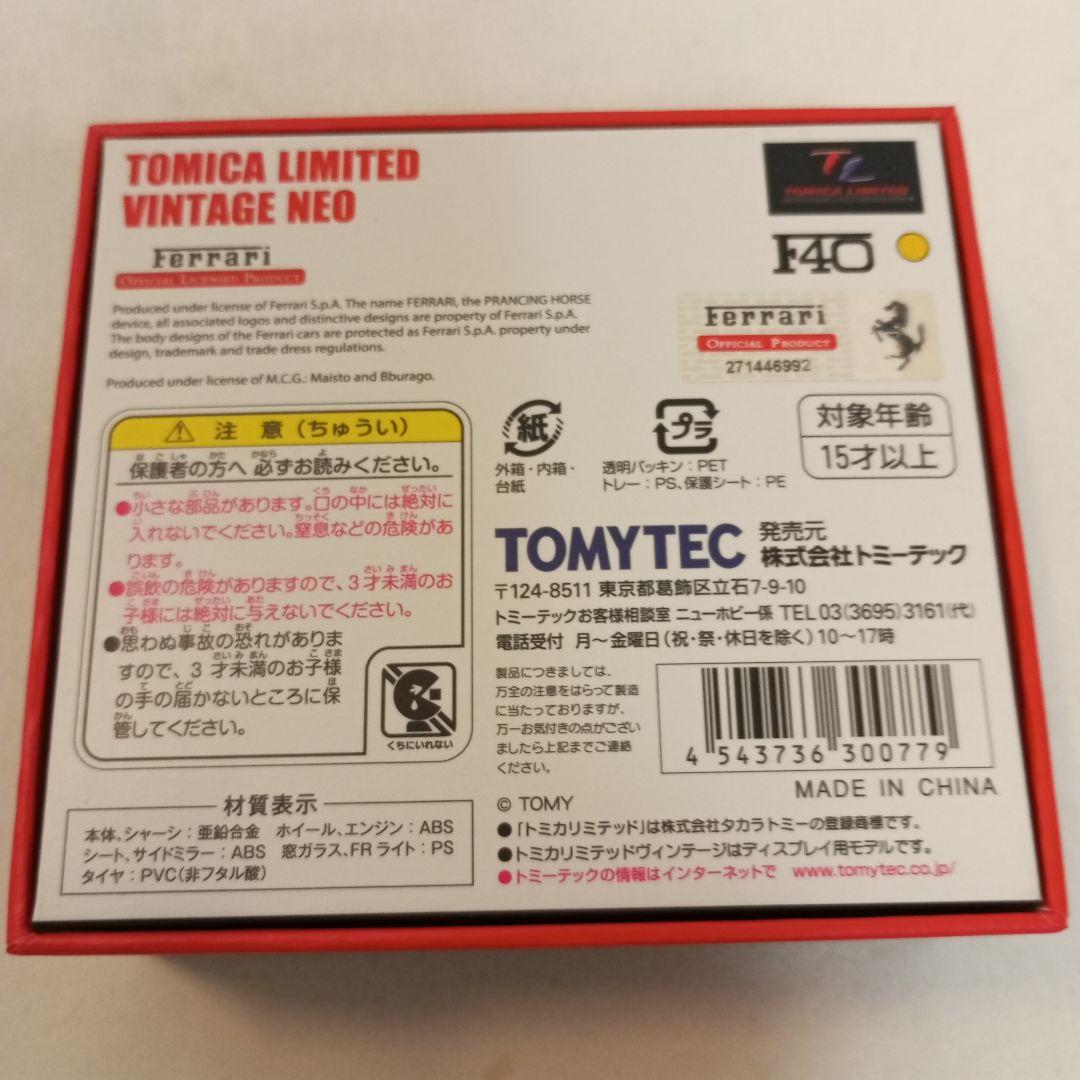 TOMICA LIMITED
VINTAGE NEO
TL
TOMICA LIMITED
F40
Ferrari
OFFICIAL LICENSED PRODUCT
Produced under license of Ferrari S.p.A. The name FERRARI, the PRANCING HORSE
device, all associated logos and distinctive designs are property of Ferrari S.p.A.
The body designs of the Ferrari cars are protected as Ferrari S.p.A. property under
design, trademark and trade dress regulations.
Produced under license of M.C.G.: Maisto and Bburago.
Ferrari
OFFICIAL PRODUCT
271446992
注 意(ちゅうい)
保護者の方へ 必ずお読みください。
●小さな部品があります。口の中には絶対に
入れないでください。窒息などの危険があ
ります。
●誤飲の危険がありますので、3才未満のお
子様には絶対に与えないでください。
●思わぬ事故の恐れがありま
すので、3才未満のお子様
の手の届かないところに保
管してください。
くちにいれない
材質表示
本体、シャーシ:亜鉛合金 ホイール、エンジン:ABS
シート、サイドミラー:ABS 窓ガラス、FRライト:PS
タイヤ:PVC(非フタル酸)
紙
外箱・内箱・
台紙
プラ
透明パッキン:PET
トレー:PS、保護シート:PE
対象年齢
15才以上
TOMYTEC
発売元
株式会社トミーテック
〒124-8511 東京都葛飾区立石7-9-10
トミーテックお客様相談室 ニューホビー係 TEL 03(3695)3161(代)
電話受付 月~金曜日(祝・祭・休日を除く)10~17時
製品につきましては、
万全の注意をはらって製造
に当たっておりますが、
万一お気付きの点がござい
ましたら上記までご連絡
ください。
4 543736 300779
MADE IN CHINA
© TOMY
●「トミカリミテッド」は株式会社タカラトミーの登録商標です。
●トミカリミテッドヴィンテージはディスプレイ用モデルです。
●トミーテックの情報はインターネットで www.tomytec.co.jp/